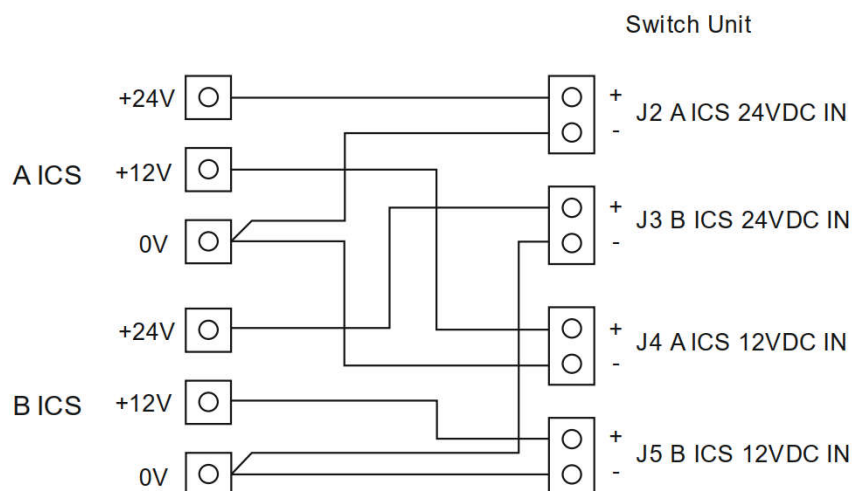 Switch Unit
+24V
+
J2 A ICS 24VDC IN
-
A ICS
+12V
0V
+
J3 B ICS 24VDC IN
-
+24V
+
J4 A ICS 12VDC IN
-
B ICS
+12V
0V
+
J5 B ICS 12VDC IN
-